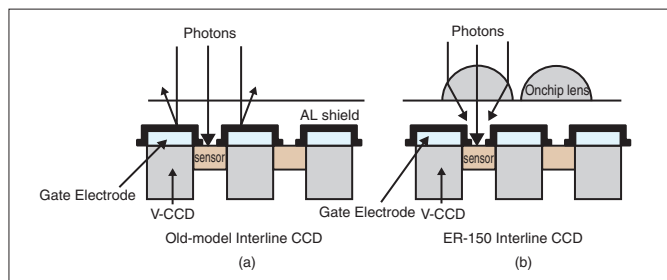 Photons
AL shield
sensor
Gate Electrode
V-CCD
Old-model Interline CCD
(a)
Photons
Onchip lens
sensor
Gate Electrode
V-CCD
ER-150 Interline CCD
(b)